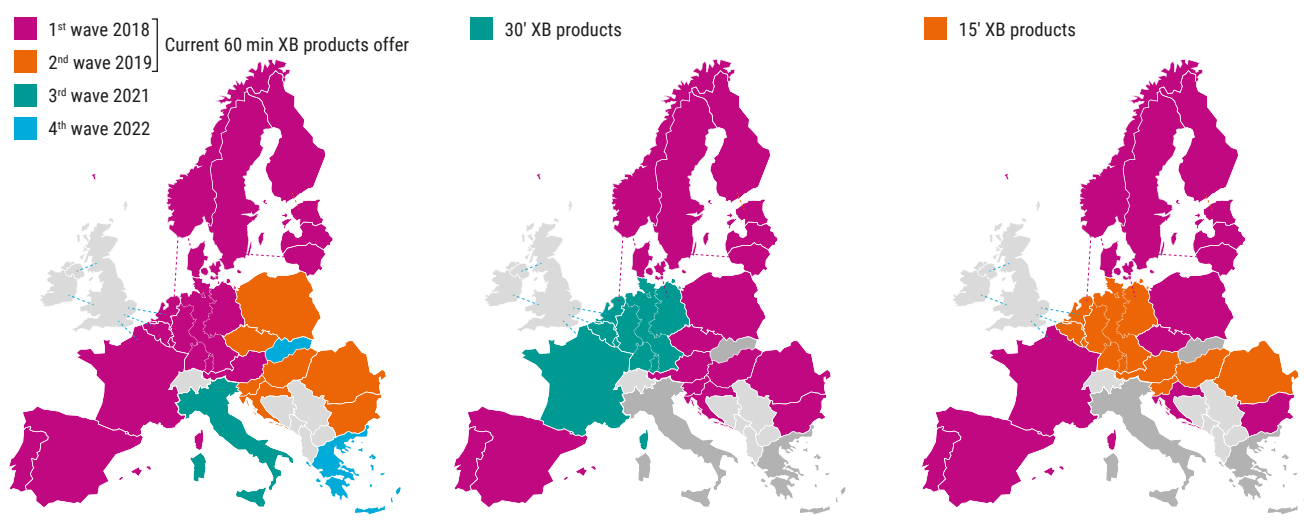 1st wave 2018
2nd wave 2019
Current 60 min XB products offer
3rd wave 2021
4th wave 2022
30' XB products
15' XB products